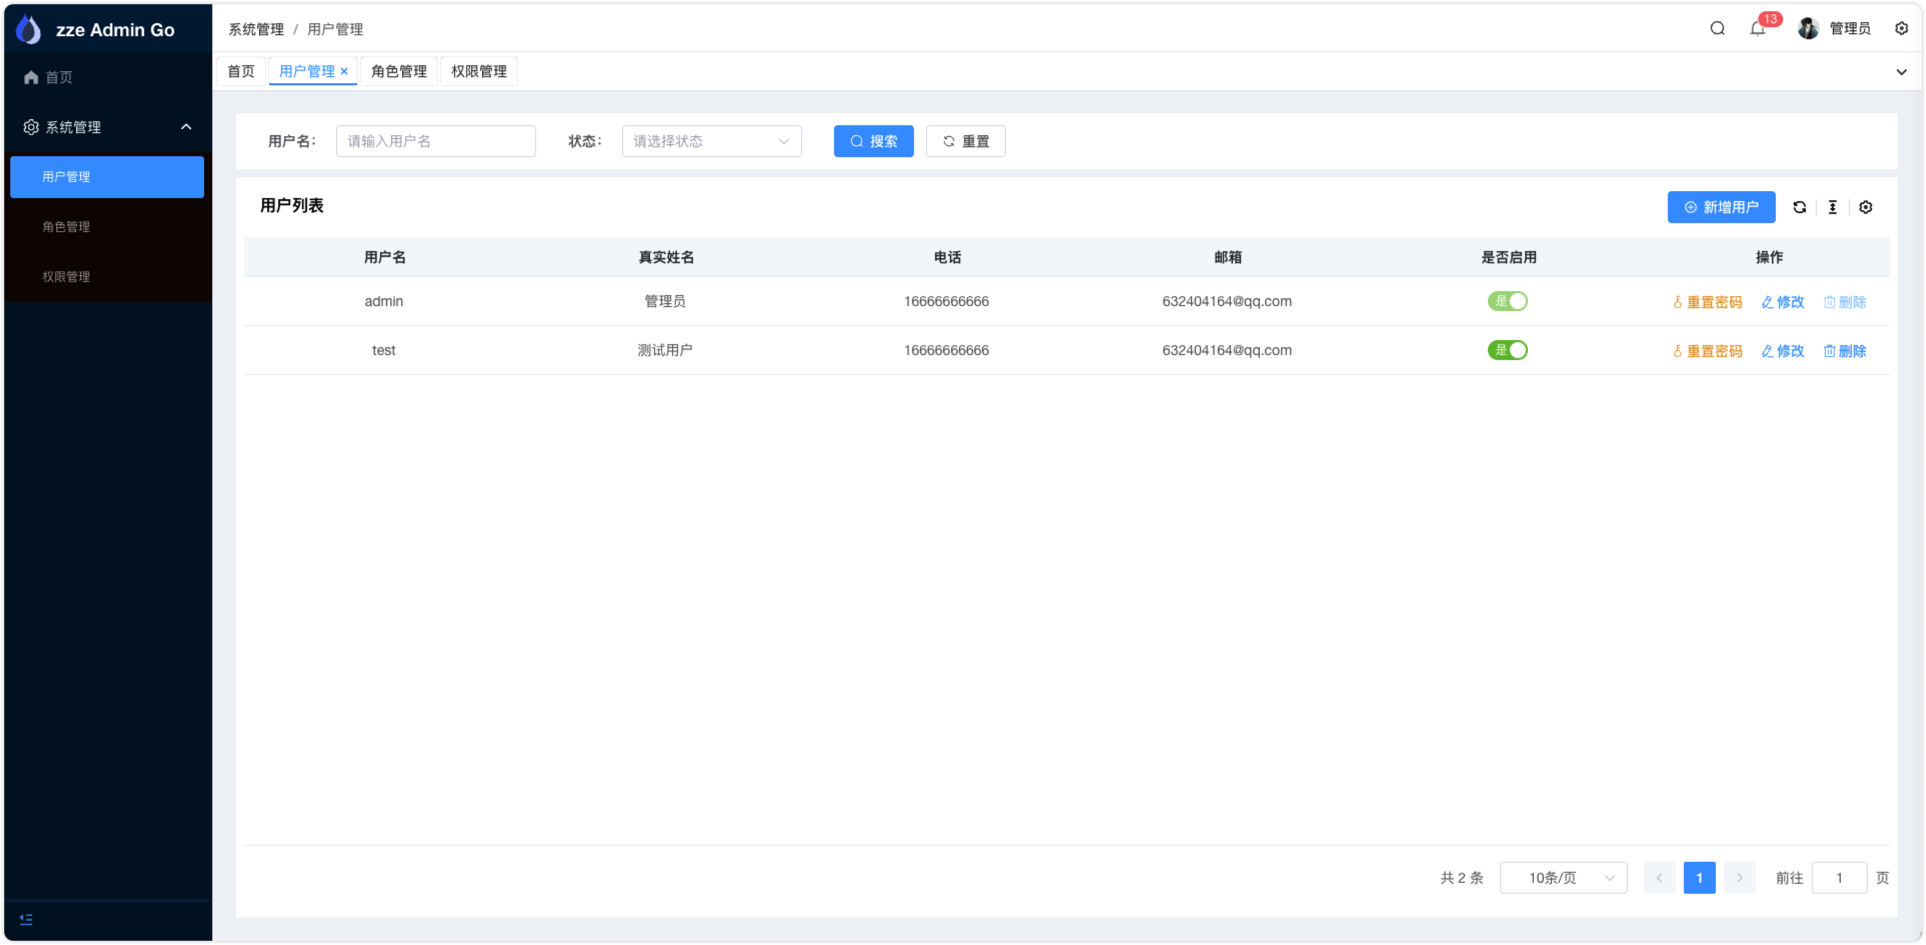 zze Admin Go
系统管理 / 用户管理
13
管理员
首页
系统管理
用户管理
角色管理
权限管理
首页 用户管理 × 角色管理 权限管理
用户名： 请输入用户名 状态： 请选择状态 搜索 重置
用户列表
新增用户
用户名 真实姓名 电话 邮箱 是否启用 操作
admin 管理员 16666666666 632404164@qq.com 是 重置密码 修改 删除
test 测试用户 16666666666 632404164@qq.com 是 重置密码 修改 删除
共 2 条 10条/页 1 前往 1 页